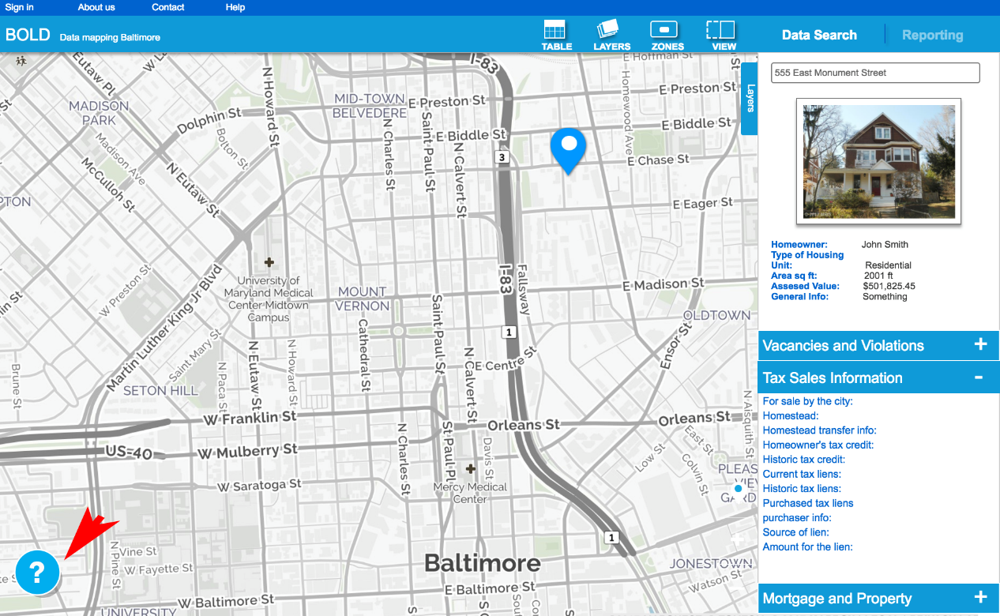 Sign in
About us
Contact
Help
BOLD
Data mapping Baltimore
TABLE
LAYERS
ZONES
VIEW
Data Search
Reporting
Layers
555 East Monument Street
Homeowner: John Smith
Type of Housing
Unit: Residential
Area sq ft: 2001 ft
Assesed Value: $501,825.45
General Info: Something
Vacancies and Violations +
Tax Sales Information -
For sale by the city:
Homestead:
Homestead transfer info:
Homeowner's tax credit:
Historic tax credit:
Current tax liens:
Historic tax liens:
Purchased tax liens
purchaser info:
Source of lien:
Amount for the lien:
Mortgage and Property +
Eutaw Pl
I-83
E Hoffman St
N Howard St
MADISON
PARK
MID-TOWN
BELVEDERE
E Preston St
E Preston St
Homewood Ave
Dolphin St
Bolton St
N Charles St
Saint Paul St
N Calvert St
E Biddle St
E Biddle St
Madison Ave
McCulloh St
N Eutaw St
3
E Chase St
E Eager St
University of
Maryland Medical
Center Midtown
Campus
W Preston St
Martin Luther King Jr Blvd
I-83
Fallsway
E Madison St
MOUNT
VERNON
OLDTOWN
Saint Paul St
Cathedral St
1
Ensor St
Saint Mary St
N Eutaw St
N Howard St
N Paca St
N Calvert St
E Centre St
Brune St
SETON HILL
W Franklin St
Orleans St
Orleans St
N Aisquith St
US-40
W Mulberry St
N Charles St
St Paul Pl
Davis St
East St
Low St
Colvin St
W Saratoga St
Mercy Medical
Center
1
?
N Pine St
Vine St
W Fayette St
Baltimore
JONESTOWN
Watson St
E Baltimore St
W Baltimore St
UNIVERSITY